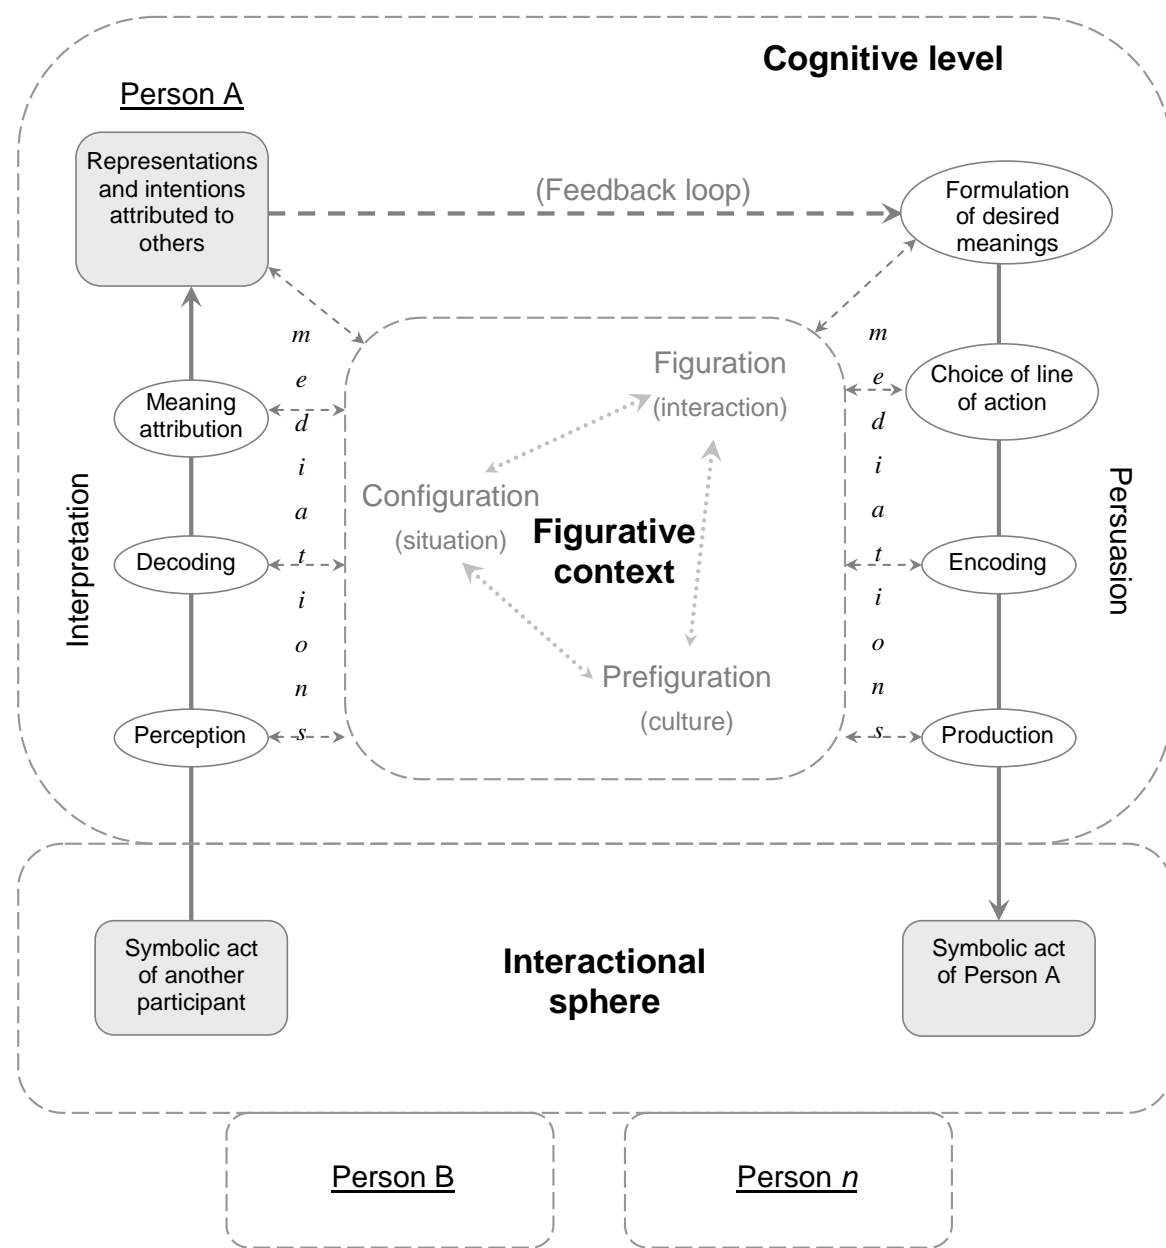 Cognitive level
Person A
Representations
and intentions
attributed to
others
(Feedback loop)
Formulation
of desired
meanings
mediations
Figuration
(interaction)
mediations
Choice of line
of action
Meaning
attribution
Configuration
(situation)
Figurative
context
Interpretation
Persuasion
Decoding
Encoding
Prefiguration
(culture)
Perception
Production
Symbolic act
of another
participant
Interactional
sphere
Symbolic act
of Person A
Person B
Person n